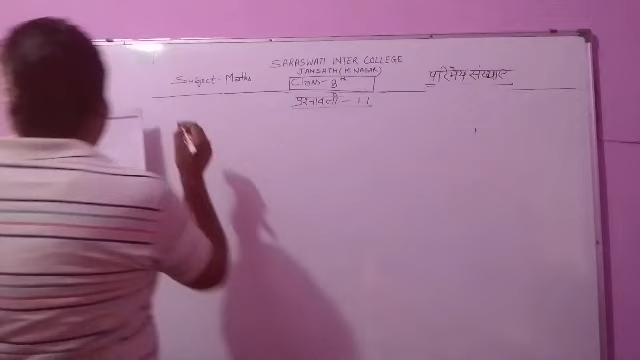 SARASWATI INTER COLLEGE
JANSATH (M.NAGAR)
Subject - Maths
Class - 8th
परिमेय संख्याएँ
प्रश्नावली - 1.1